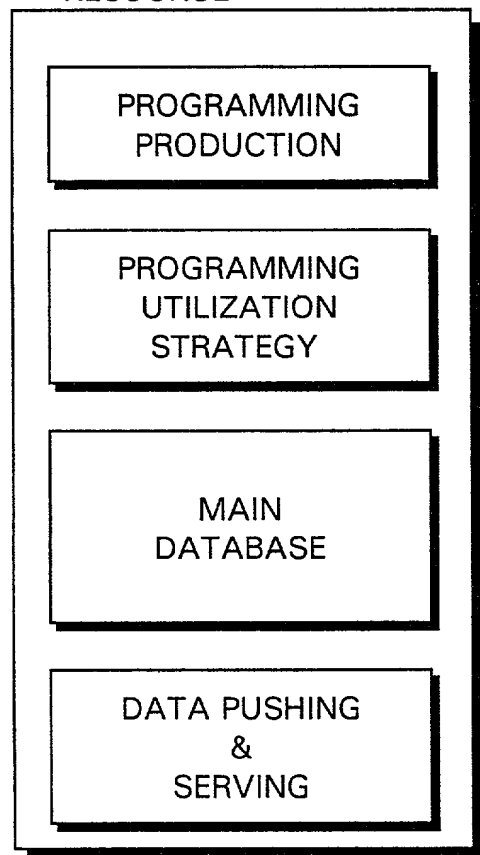 PROGRAMMING
PRODUCTION
PROGRAMMING
UTILIZATION
STRATEGY
MAIN
DATABASE
DATA PUSHING
&
SERVING